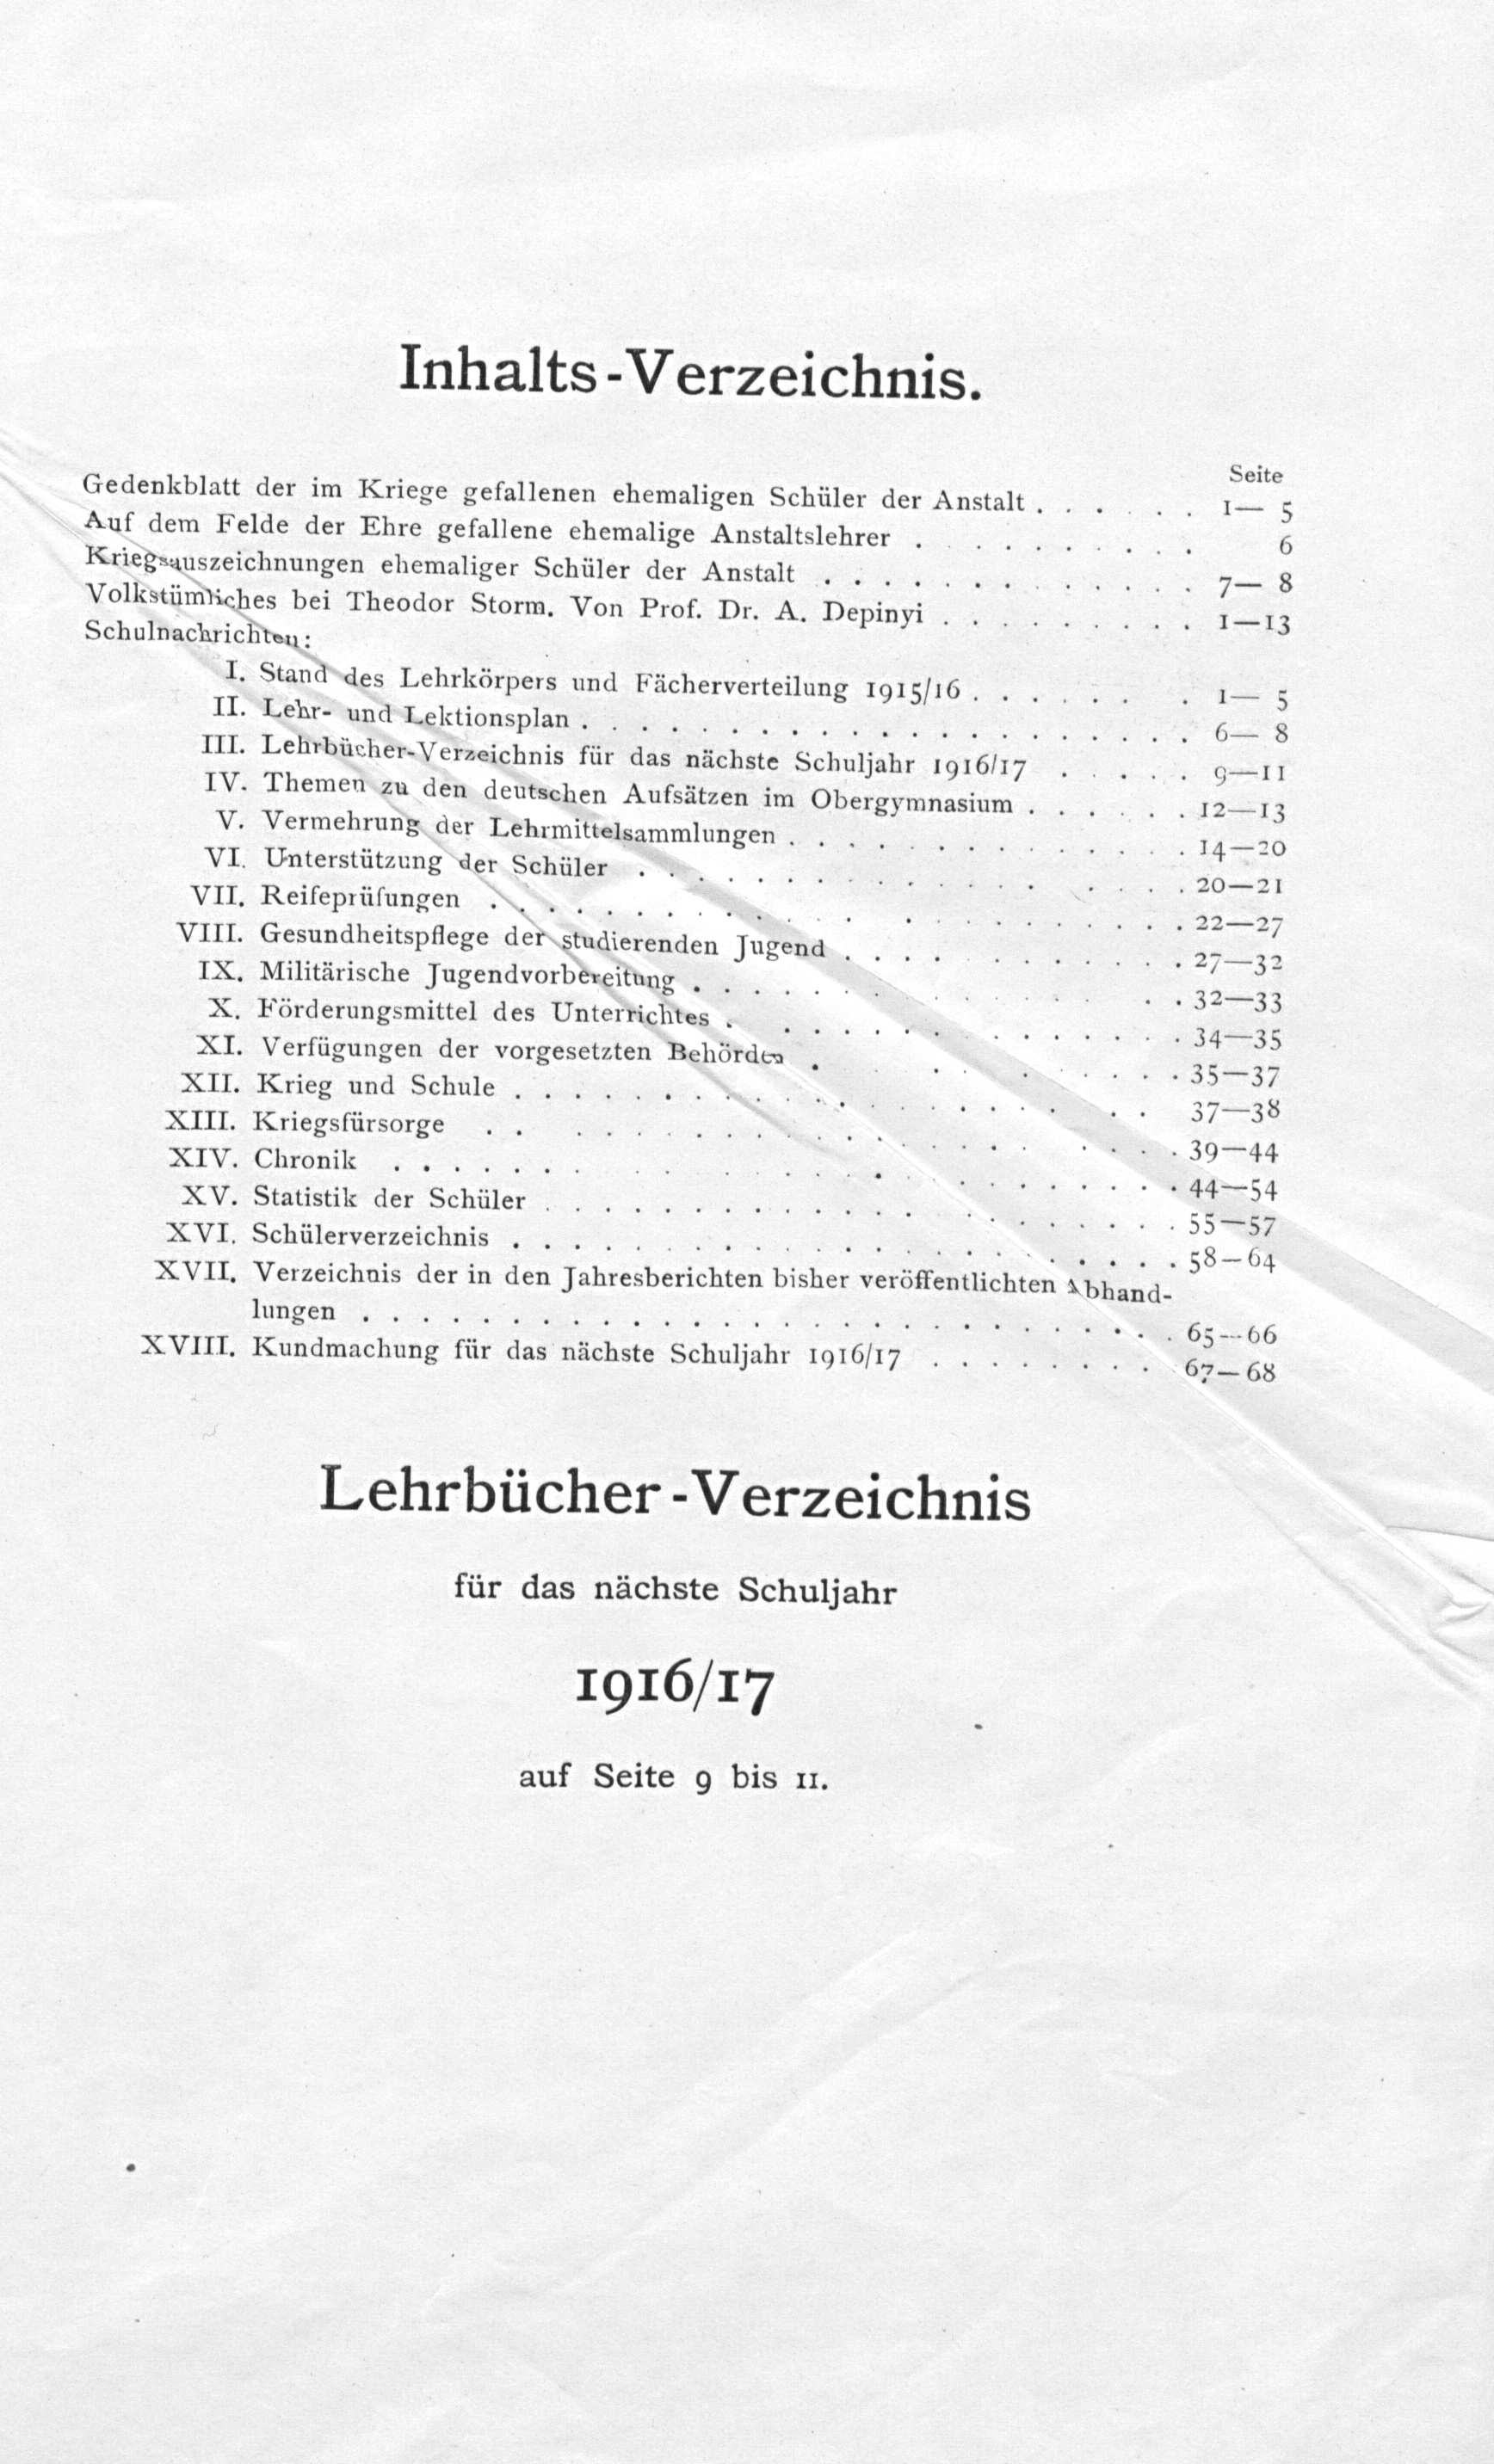 Inhalts-Verzeichnis.
Seite
Gedenkblatt der im Kriege gefallenen ehemaligen Schüler der Anstalt . . . . . . 1— 5
Auf dem Felde der Ehre gefallene ehemalige Anstaltslehrer . . . . . . . . . 6
Kriegsauszeichnungen ehemaliger Schüler der Anstalt . . . . . . . . . . . . 7— 8
Volkstümliches bei Theodor Storm. Von Prof. Dr. A. Depinyi . . . . . . . . . 1—13
Schulnachrichten:
I. Stand des Lehrkörpers und Fächerverteilung 1915/16 . . . . . . . 1— 5
II. Lehr- und Lektionsplan . . . . . . . . . . . . . . . . . . . . . 6— 8
III. Lehrbücher-Verzeichnis für das nächste Schuljahr 1916/17 . . . . . 9—11
IV. Themen zu den deutschen Aufsätzen im Obergymnasium . . . . . . 12—13
V. Vermehrung der Lehrmittelsammlungen . . . . . . . . . . . . . . 14—20
VI. Unterstützung der Schüler . . . . . . . . . . . . . . . . . . 20—21
VII. Reifeprüfungen . . . . . . . . . . . . . . . . . . . . . . . 22—27
VIII. Gesundheitspflege der studierenden Jugend . . . . . . . . . . . . 27—32
IX. Militärische Jugendvorbereitung . . . . . . . . . . . . . . . 32—33
X. Förderungsmittel des Unterrichtes . . . . . . . . . . . . . . . 34—35
XI. Verfügungen der vorgesetzten Behörden . . . . . . . . . . . 35—37
XII. Krieg und Schule . . . . . . . . . . . . . . . . . . . . . 37—38
XIII. Kriegsfürsorge . . . . . . . . . . . . . . . . . . . . . . 39—44
XIV. Chronik . . . . . . . . . . . . . . . . . . . . . . . . . . 44—54
XV. Statistik der Schüler . . . . . . . . . . . . . . . . . . . . . 55—57
XVI. Schülerverzeichnis . . . . . . . . . . . . . . . . . . . . . . 58—64
XVII. Verzeichnis der in den Jahresberichten bisher veröffentlichten Abhand-
lungen . . . . . . . . . . . . . . . . . . . . . . . . . . . 65—66
XVIII. Kundmachung für das nächste Schuljahr 1916/17 . . . . . . . . . 67—68
Lehrbücher-Verzeichnis
für das nächste Schuljahr
1916/17
auf Seite 9 bis 11.